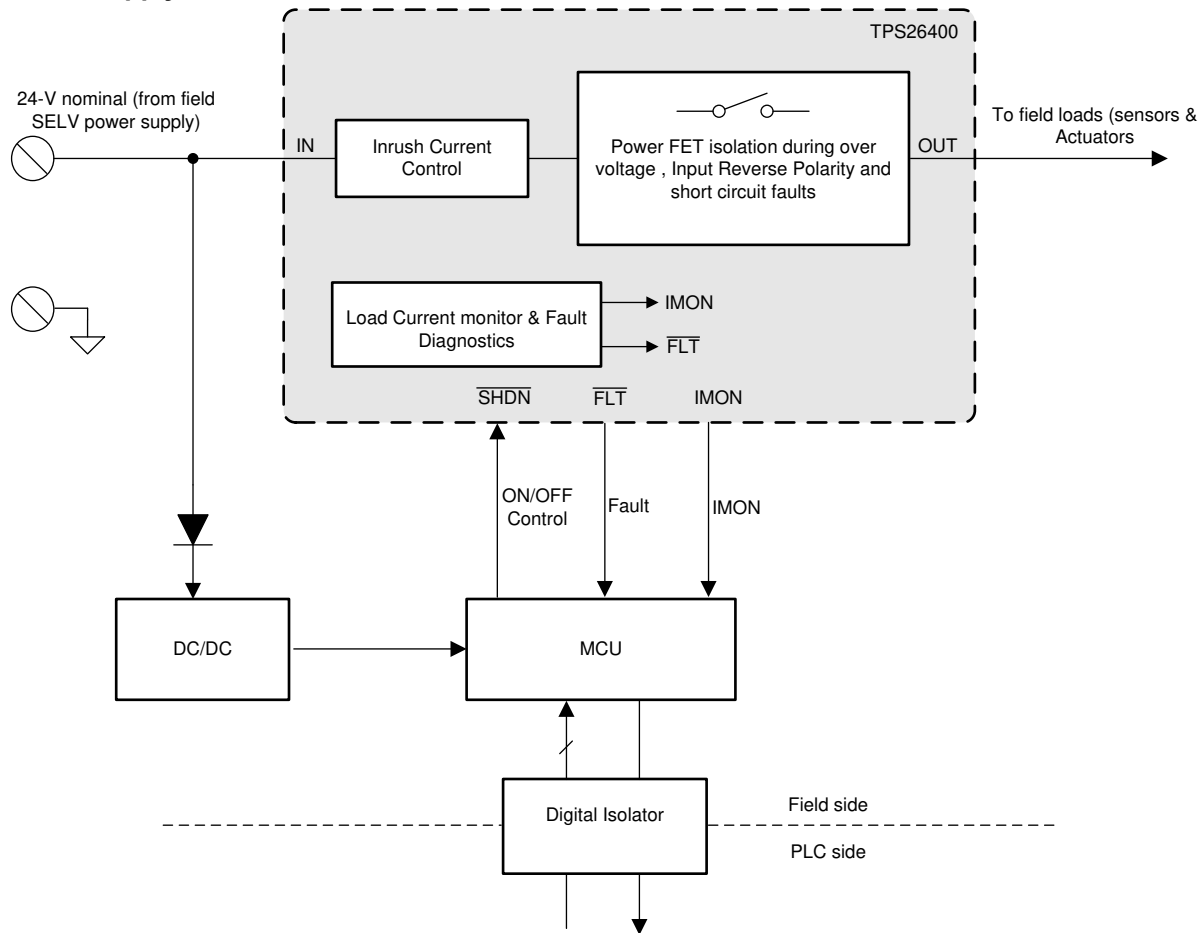 TPS26400
24-V nominal (from field
SELV power supply)
IN
Inrush Current
Control
Power FET isolation during over
voltage , Input Reverse Polarity and
short circuit faults
OUT
To field loads (sensors &
Actuators
Load Current monitor & Fault
Diagnostics
IMON
FLT
SHDN
FLT
IMON
ON/OFF
Control
Fault
IMON
DC/DC
MCU
Digital Isolator
Field side
PLC side